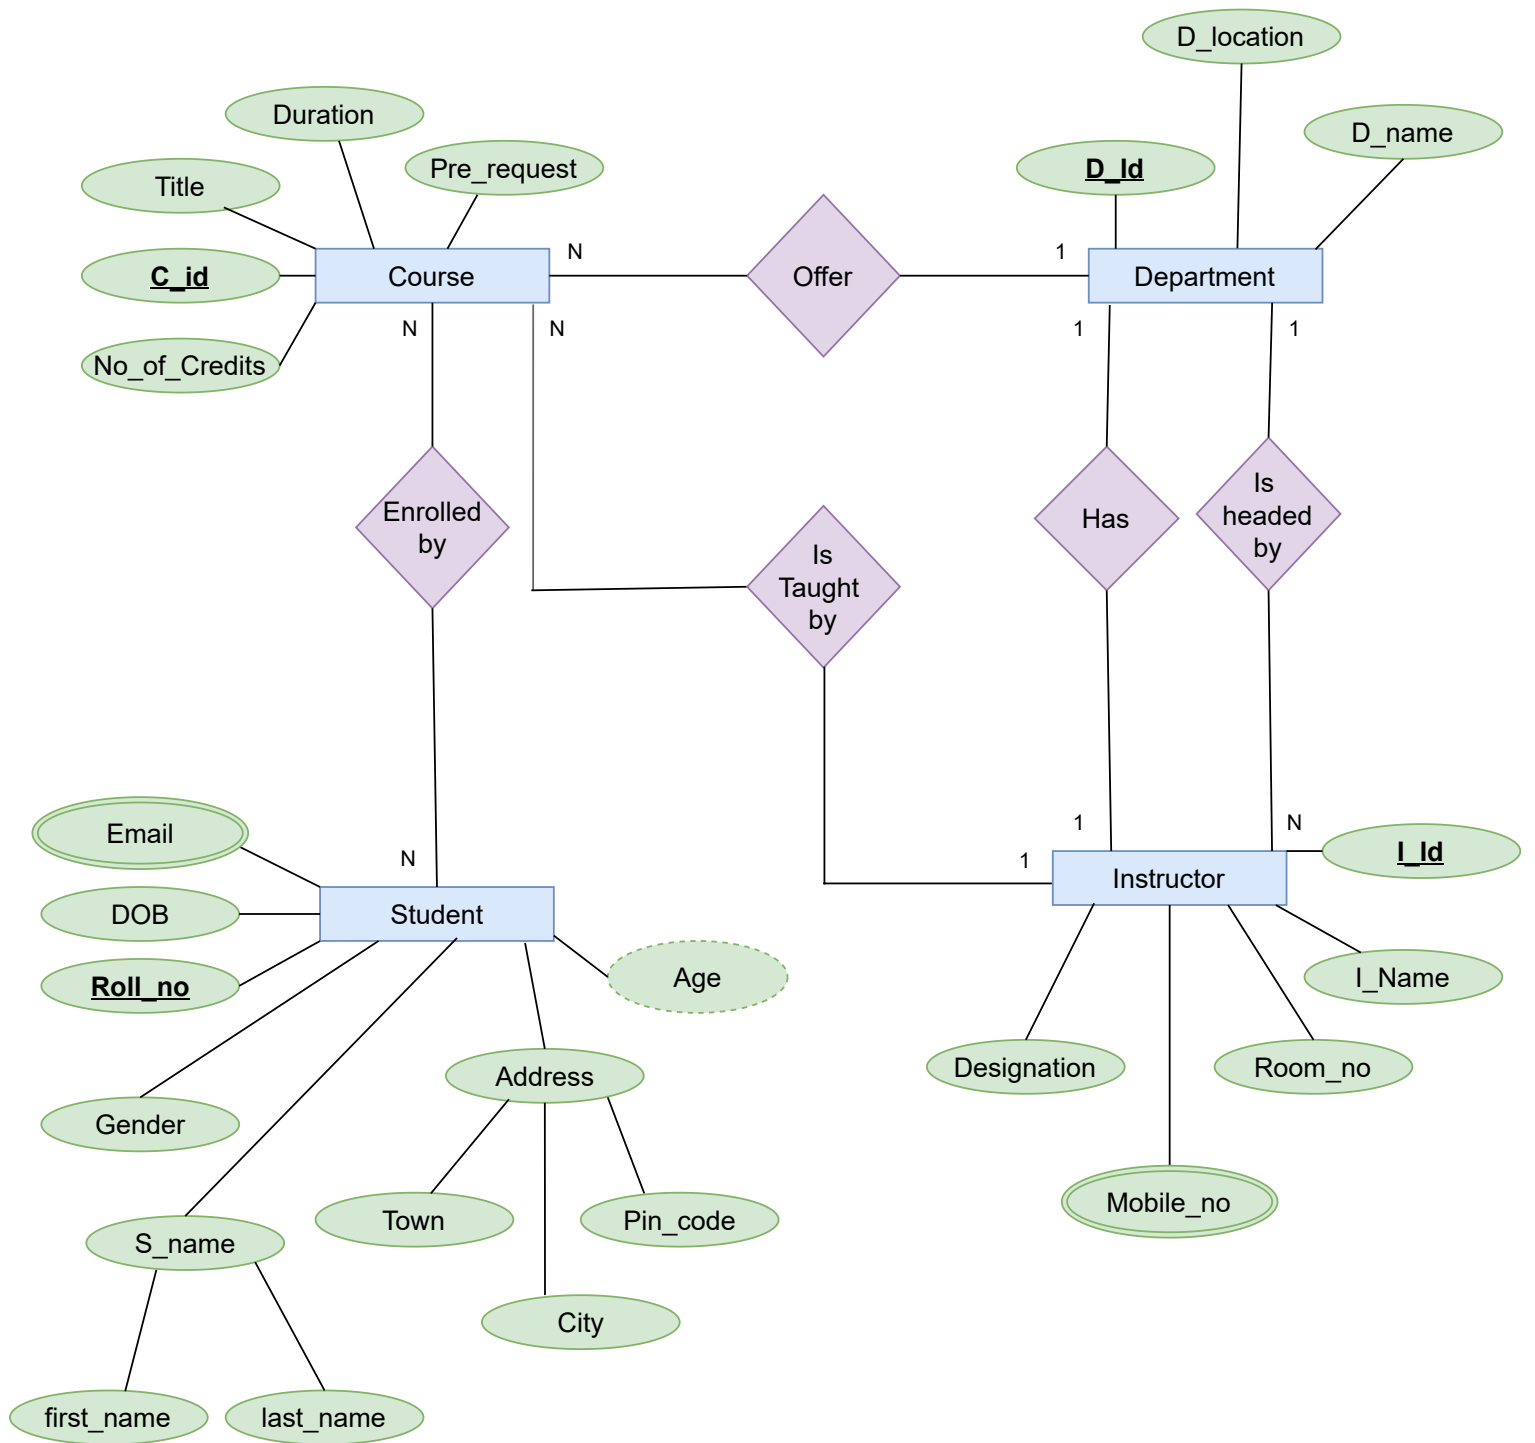 D_location
Duration
D_name
Pre_request
D_Id
Title
N
1
C_id
Course
Offer
Department
N
N
1
1
No_of_Credits
Enrolled
by
Is
headed
by
Has
Is
Taught
by
1
N
Email
N
1
I_Id
Instructor
DOB
Student
Roll_no
Age
I_Name
Designation
Room_no
Address
Gender
Mobile_no
Town
Pin_code
S_name
City
first_name
last_name